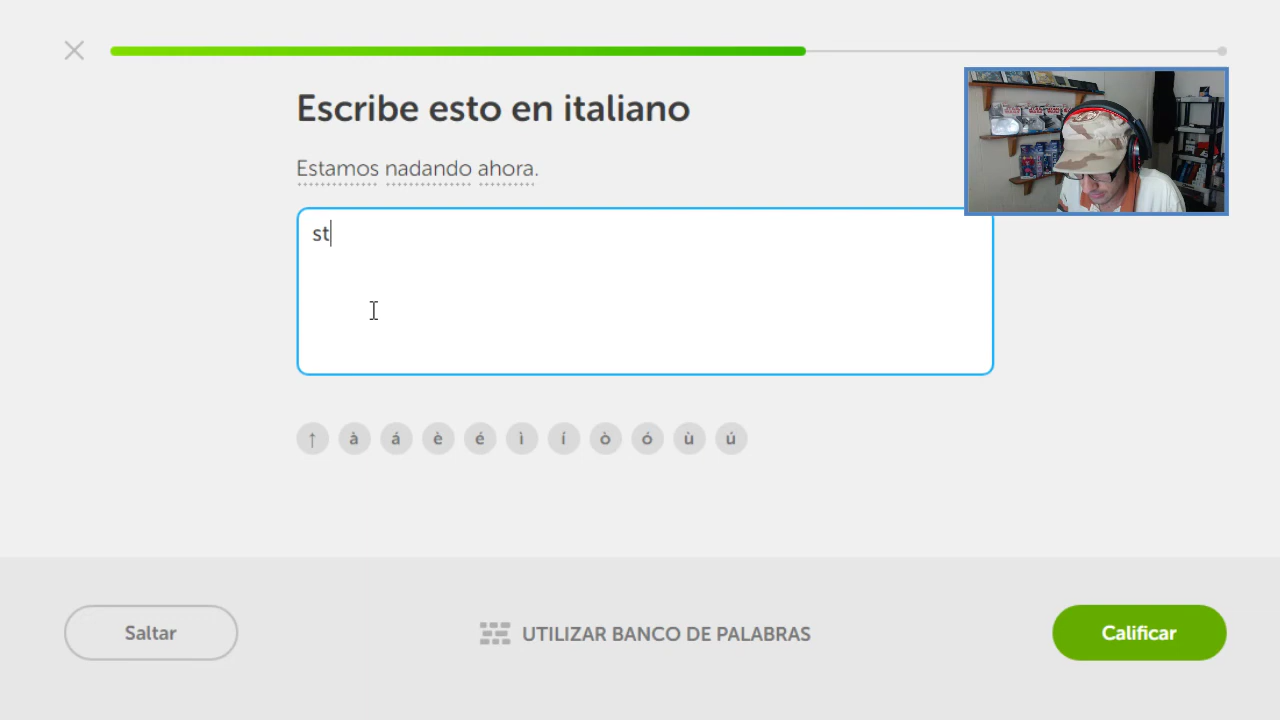 Escribe esto en italiano
Estamos nadando ahora.
st
↑ à á è é ì í ò ó ù ú
Saltar
UTILIZAR BANCO DE PALABRAS
Calificar